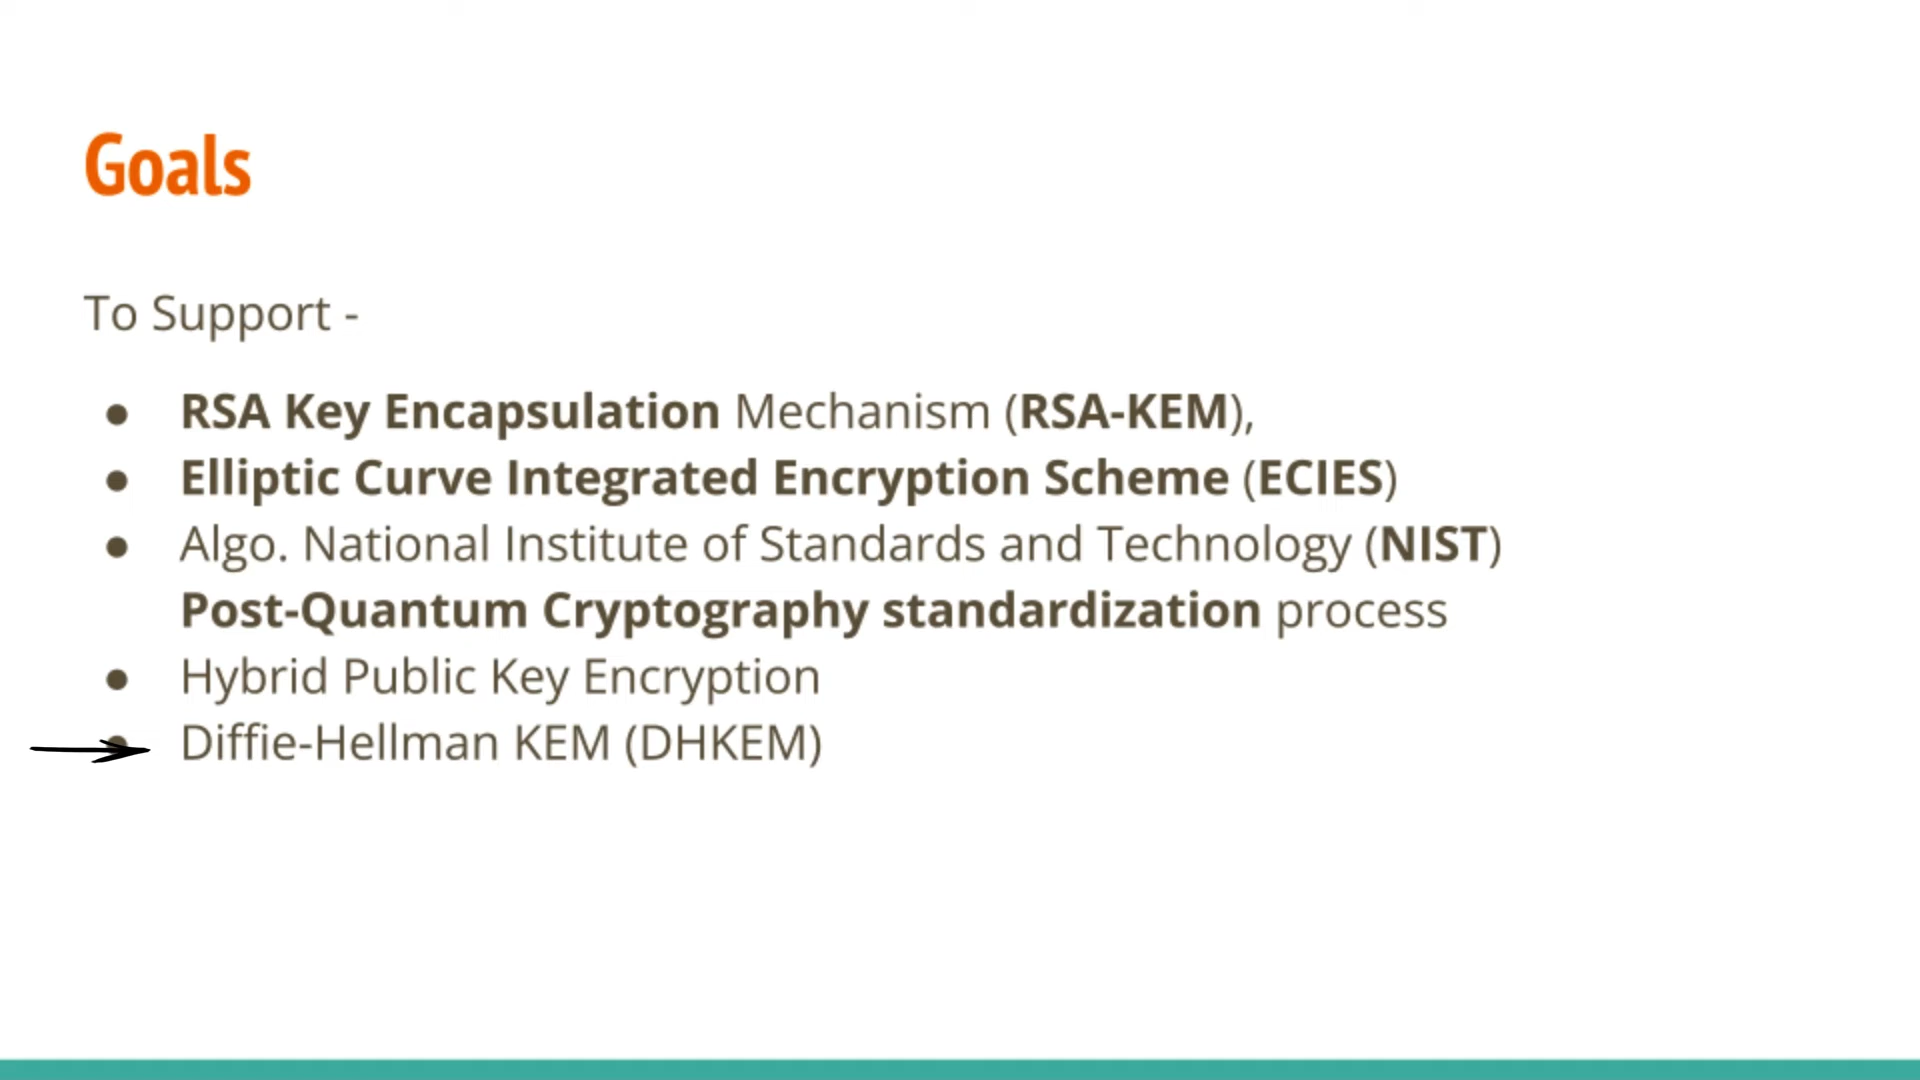 Goals
To Support -
● RSA Key Encapsulation Mechanism (RSA-KEM),
● Elliptic Curve Integrated Encryption Scheme (ECIES)
● Algo. National Institute of Standards and Technology (NIST)
Post-Quantum Cryptography standardization process
● Hybrid Public Key Encryption
● Diffie-Hellman KEM (DHKEM)